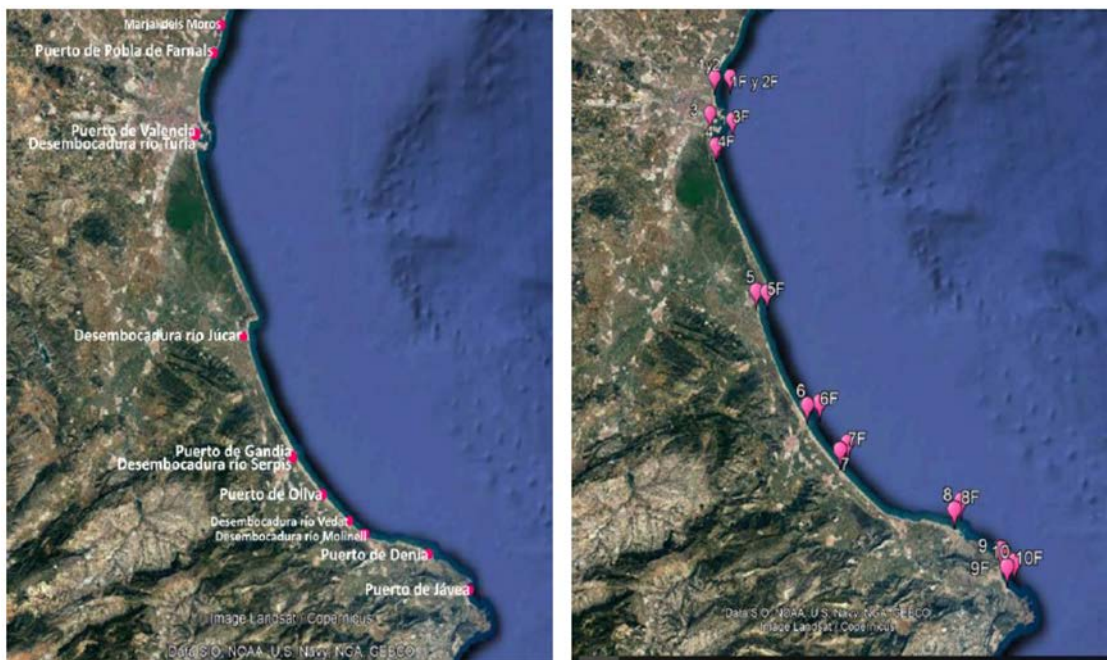 Marjal dels Moros
Puerto de Pobla de Farnals
Puerto de Valencia
Desembocadura río Turia
Desembocadura río Júcar
Puerto de Gandia
Desembocadura río Serpis
Puerto de Oliva
Desembocadura río Vedat
Desembocadura río Molinell
Puerto de Denia
Puerto de Jávea
Image Landsat / Copernicus
Data S O, NOAA, U.S. Navy, NGA, GEBCO
1y2
1F y 2F
3
3F
4
4F
5
5F
6
6F
7F
7
8
8F
9
10
10F
9F
Data S O, NOAA, U.S. Navy, NGA, GEBCO
Image Landsat / Copernicus